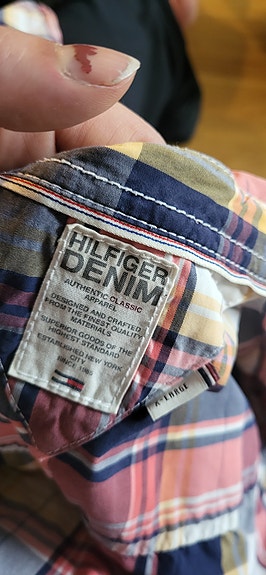 HILFIGER
DENIM
AUTHENTIC CLASSIC
APPAREL
DESIGNED AND CRAFTED
FROM THE FINEST QUALITY
MATERIALS
SUPERIOR GOODS OF THE
HIGHEST STANDARD
ESTABLISHED NEW YORK
SINCE 1985
X-LARGE